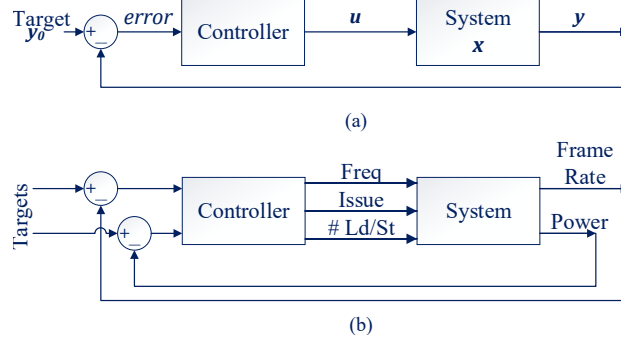 Target
y₀
error
Controller
u
System
x
y
+
−
(a)
Targets
+
−
+
−
Controller
Freq
Issue
# Ld/St
System
Frame
Rate
Power
(b)